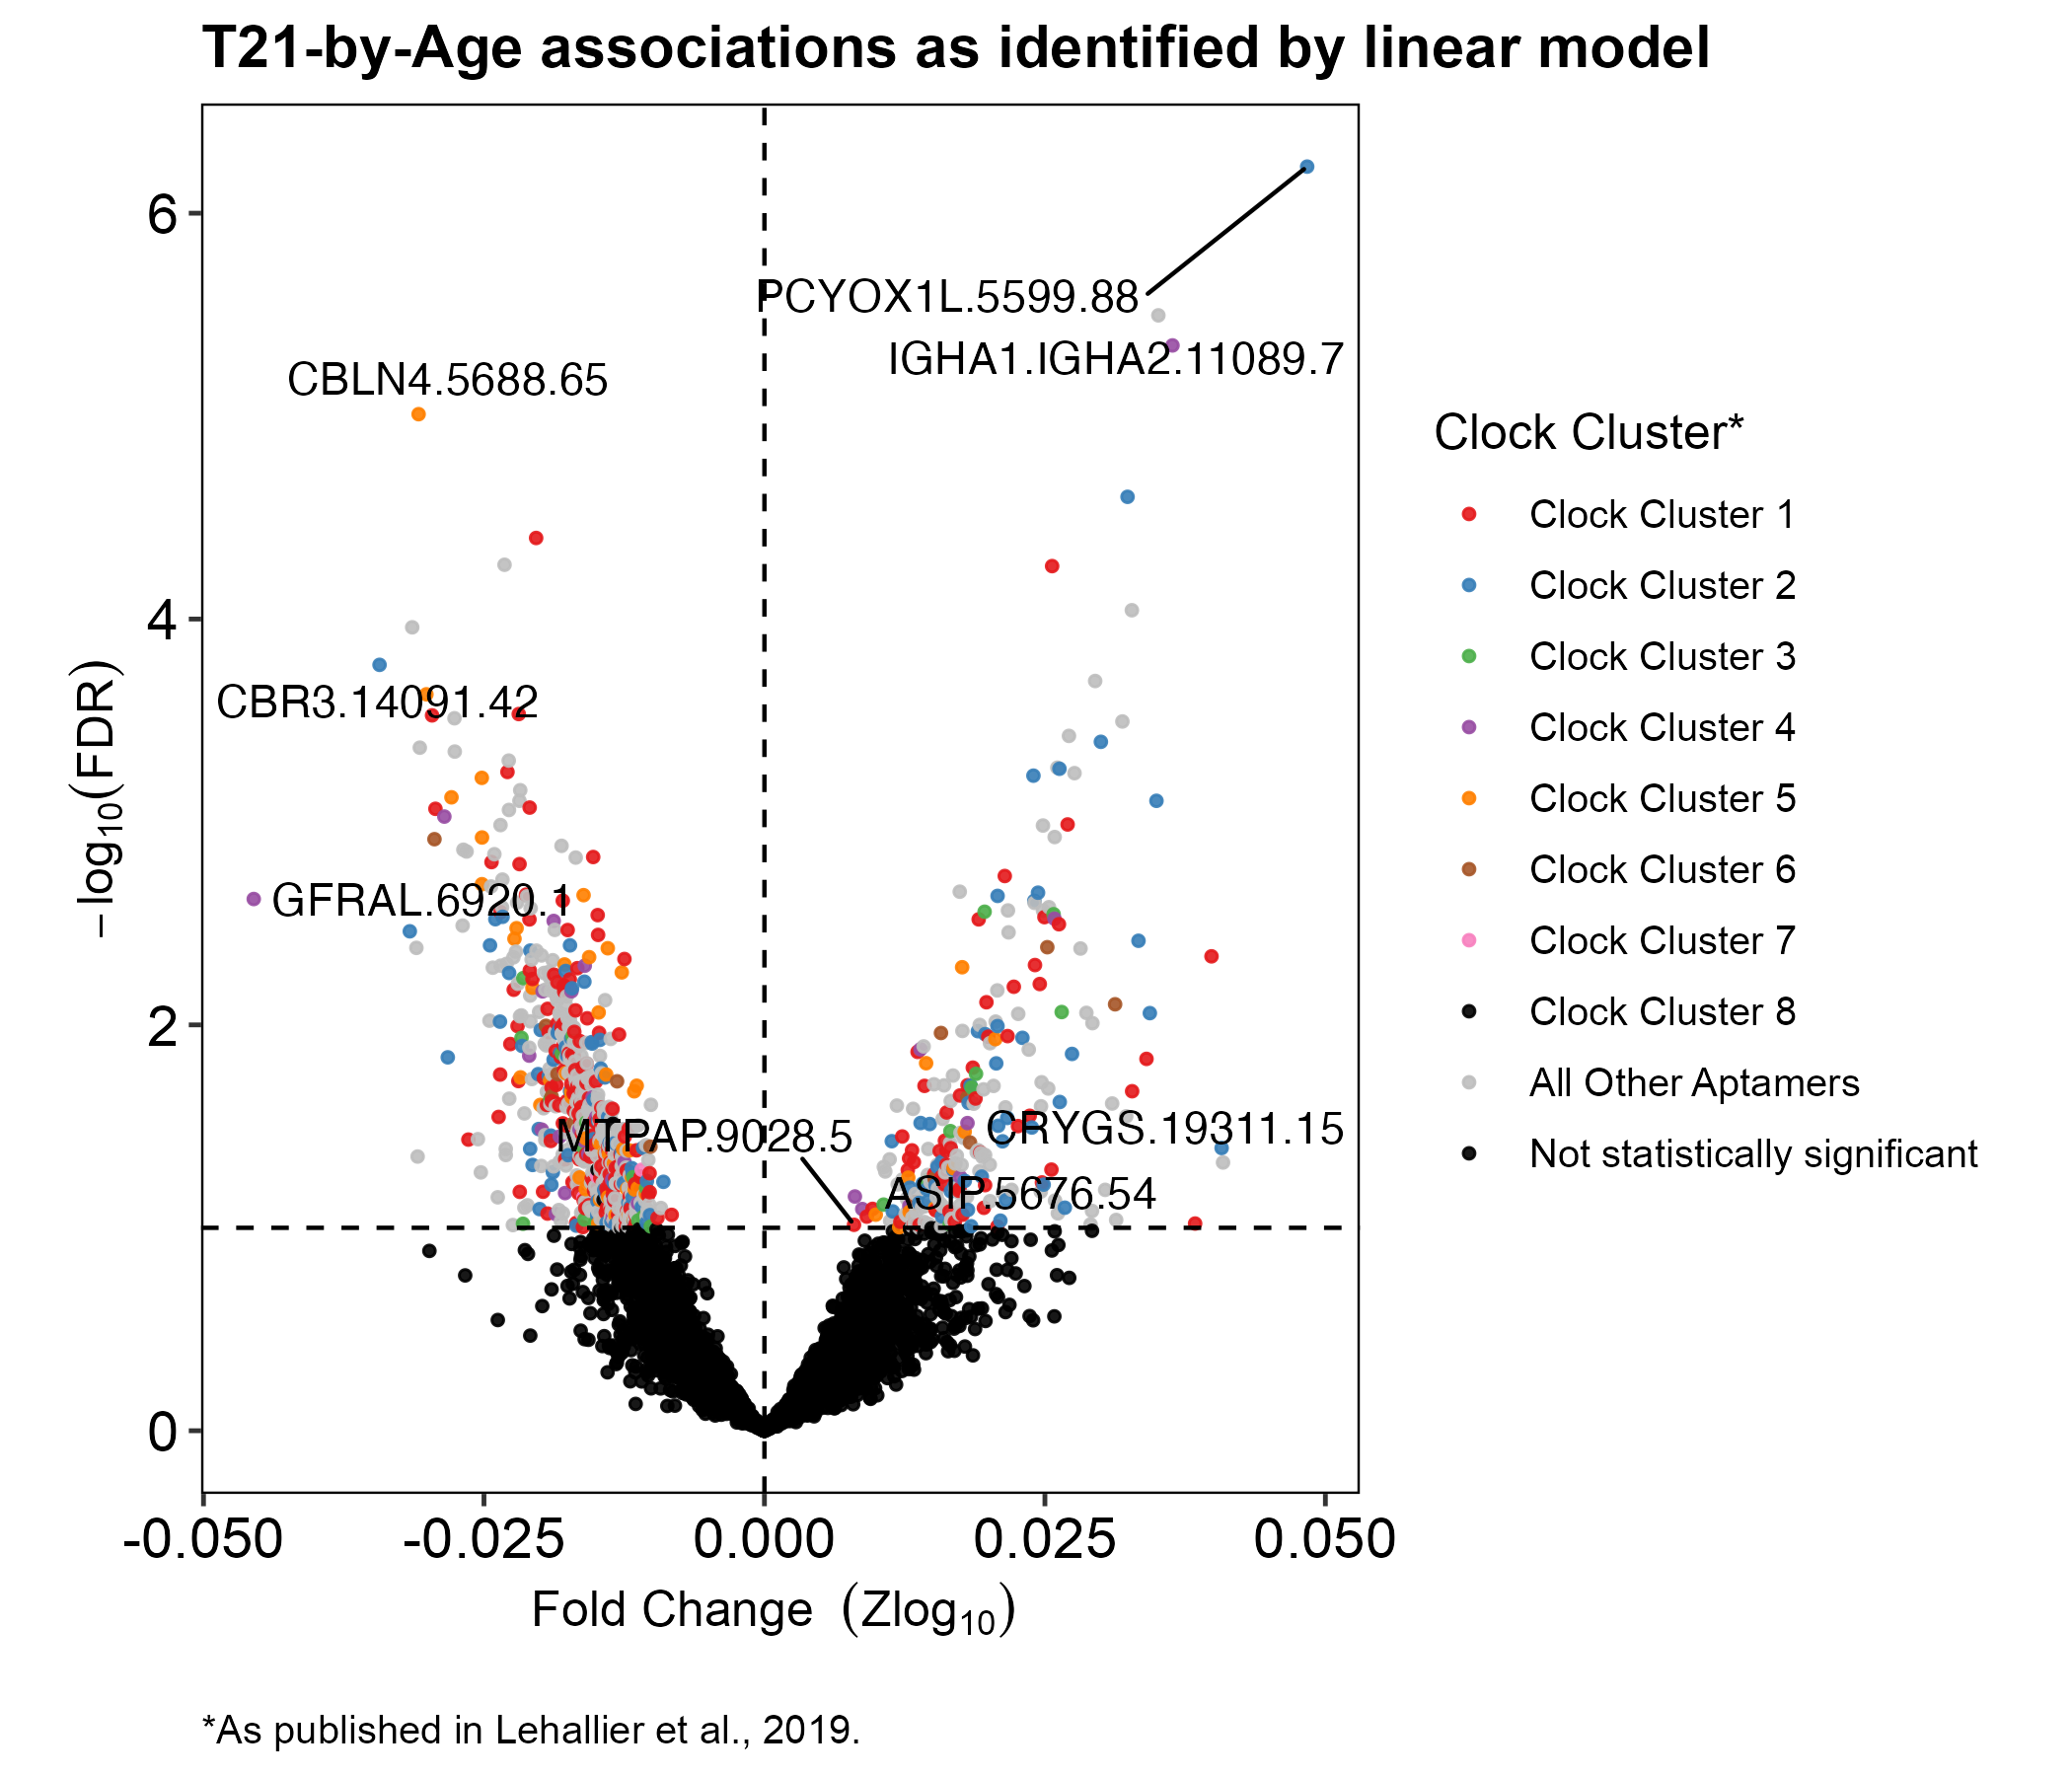 T21-by-Age associations as identified by linear model
6
4
2
0
−log10(FDR)
PCYOX1L.5599.88
IGHA1.IGHA2.11089.7
CBLN4.5688.65
CBR3.14091.42
GFRAL.6920.1
MTPAP.9028.5
CRYGS.19311.15
ASIP.5676.54
-0.050
-0.025
0.000
0.025
0.050
Fold Change (Zlog10)
Clock Cluster*
Clock Cluster 1
Clock Cluster 2
Clock Cluster 3
Clock Cluster 4
Clock Cluster 5
Clock Cluster 6
Clock Cluster 7
Clock Cluster 8
All Other Aptamers
Not statistically significant
*As published in Lehallier et al., 2019.